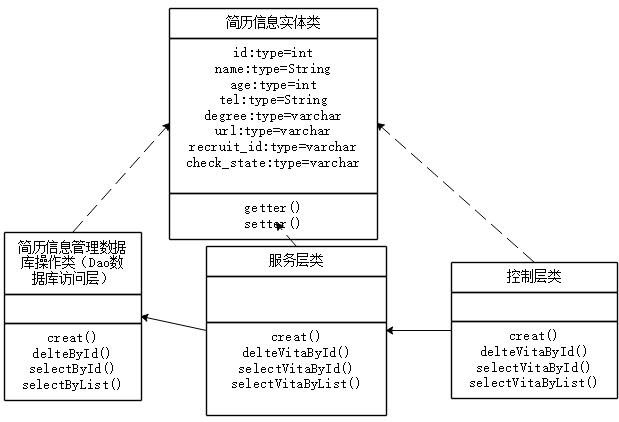 简历信息实体类
id:type=int
name:type=String
age:type=int
tel:type=String
degree:type=varchar
url:type=varchar
recruit_id:type=varchar
check_state:type=varchar
getter()
setter()
简历信息管理数据
库操作类（Dao数
据库访问层）
creat()
delteById()
selectById()
selectByList()
服务层类
creat()
delteVitaById()
selectVitaById()
selectVitaByList()
控制层类
creat()
delteVitaById()
selectVitaById()
selectVitaByList()